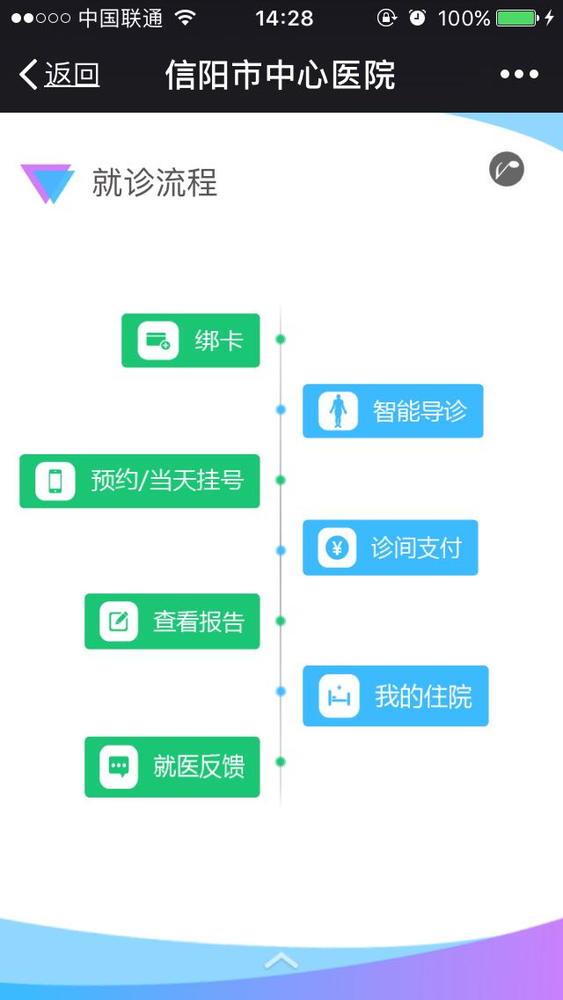 中国联通 14:28 100%
返回 信阳市中心医院
就诊流程
绑卡
智能导诊
预约/当天挂号
¥ 诊间支付
查看报告
我的住院
就医反馈